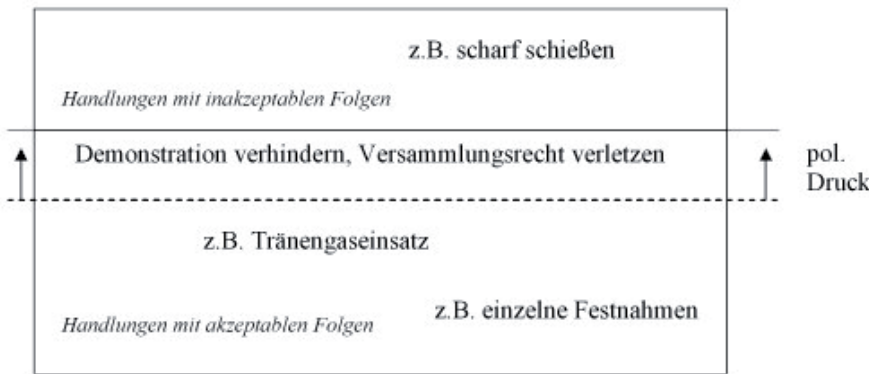 z.B. scharf schießen
Handlungen mit inakzeptablen Folgen
Demonstration verhindern, Versammlungsrecht verletzen
pol.
Druck
z.B. Tränengaseinsatz
z.B. einzelne Festnahmen
Handlungen mit akzeptablen Folgen